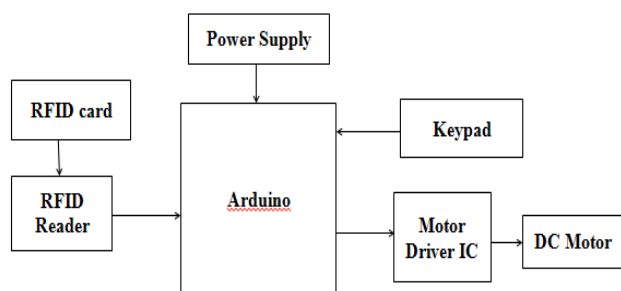 Power Supply
RFID card
Keypad
RFID
Reader
Arduino
Motor
Driver IC
DC Motor